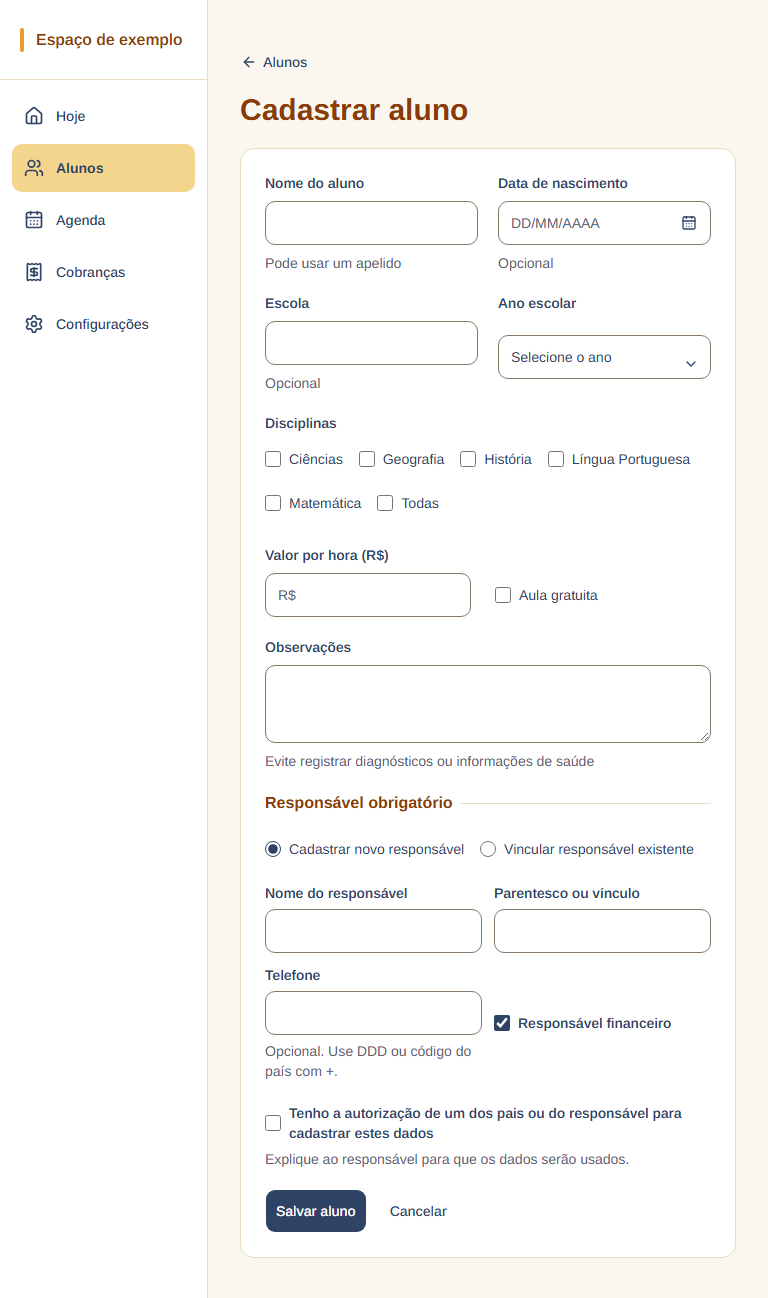 Espaço de exemplo
Hoje
Alunos
Agenda
Cobranças
Configurações
Alunos
Cadastrar aluno
Nome do aluno
Data de nascimento
DD/MM/AAAA
Pode usar um apelido
Opcional
Escola
Ano escolar
Selecione o ano
Opcional
Disciplinas
Ciências Geografia História Língua Portuguesa
Matemática Todas
Valor por hora (R$)
R$
Aula gratuita
Observações
Evite registrar diagnósticos ou informações de saúde
Responsável obrigatório
Cadastrar novo responsável Vincular responsável existente
Nome do responsável
Parentesco ou vínculo
Telefone
Responsável financeiro
Opcional. Use DDD ou código do
país com +.
Tenho a autorização de um dos pais ou do responsável para
cadastrar estes dados
Explique ao responsável para que os dados serão usados.
Salvar aluno
Cancelar